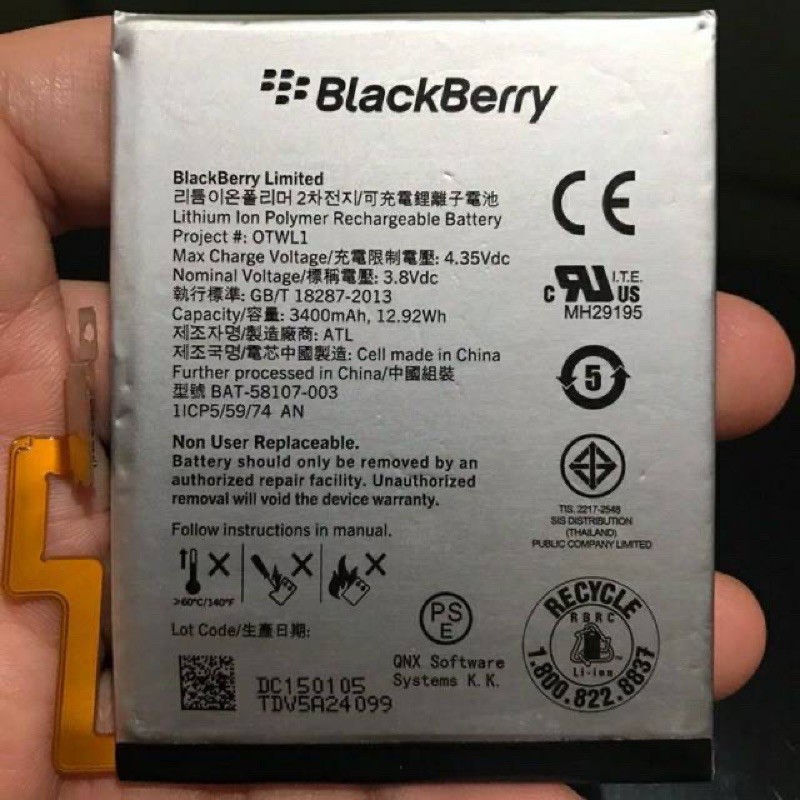 BlackBerry
BlackBerry Limited
리튬이온폴리머 2차전지/可充電鋰離子電池
Lithium Ion Polymer Rechargeable Battery
Project #: OTWL1
Max Charge Voltage/充電限制電壓: 4.35Vdc
Nominal Voltage/標稱電壓: 3.8Vdc
執行標準: GB/T 18287-2013
Capacity/容量: 3400mAh, 12.92Wh
제조자명/製造廠商: ATL
제조국명/電芯中國製造: Cell made in China
Further processed in China/中國組裝
型號 BAT-58107-003
1ICP5/59/74 AN
Non User Replaceable.
Battery should only be removed by an
authorized repair facility. Unauthorized
removal will void the device warranty.
Follow instructions in manual.
>60°C/140°F
Lot Code/生產日期:
DC150105
TDV5A24099
CE
c RU US
I.T.E.
MH29195
5
TIS. 2217-2548
SIS DISTRIBUTION
(THAILAND)
PUBLIC COMPANY LIMITED
PS
E
QNX Software
Systems K.K.
RECYCLE
RBRC
Li-ion
1.800.822.8837